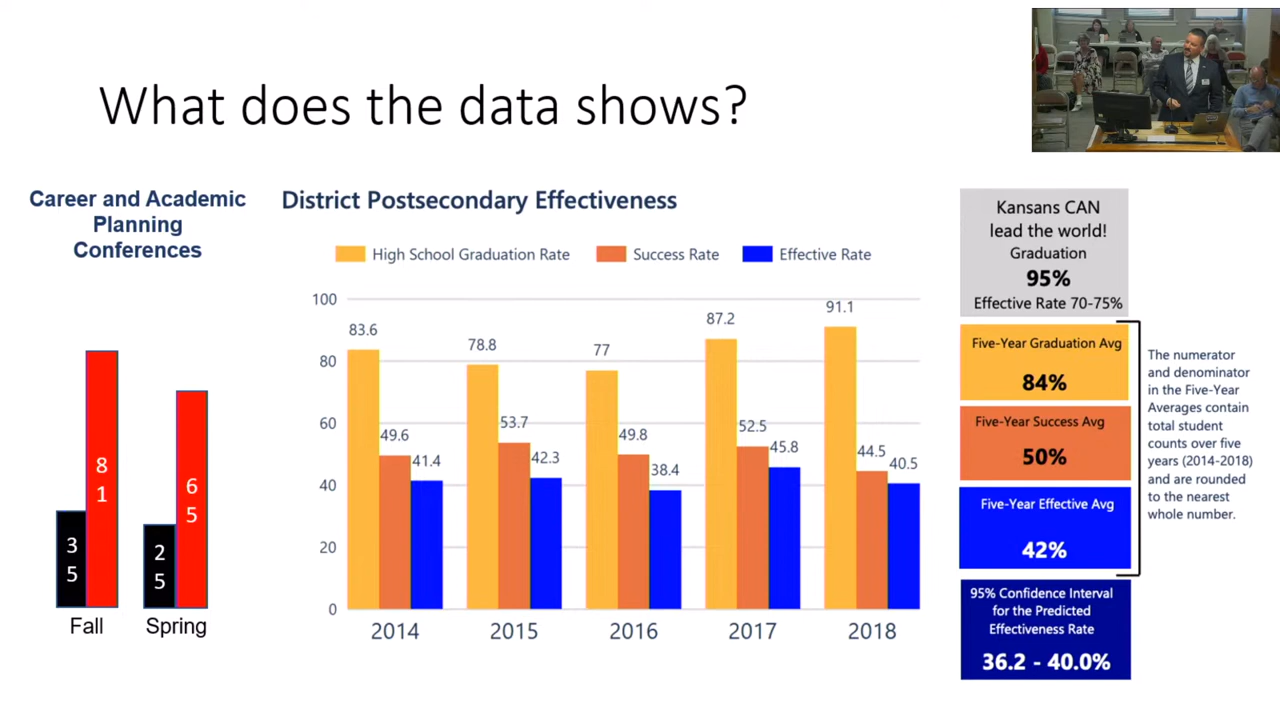 What does the data shows?
Career and Academic
Planning
Conferences
8
1
6
5
3
5
2
5
Fall
Spring
District Postsecondary Effectiveness
High School Graduation Rate
Success Rate
Effective Rate
100
80
60
40
20
0
83.6
49.6
41.4
78.8
53.7
42.3
77
49.8
38.4
87.2
52.5
45.8
91.1
44.5
40.5
2014
2015
2016
2017
2018
Kansans CAN
lead the world!
Graduation
95%
Effective Rate 70-75%
Five-Year Graduation Avg
84%
Five-Year Success Avg
50%
Five-Year Effective Avg
42%
95% Confidence Interval
for the Predicted
Effectiveness Rate
36.2 - 40.0%
The numerator
and denominator
in the Five-Year
Averages contain
total student
counts over five
years (2014-2018)
and are rounded
to the nearest
whole number.